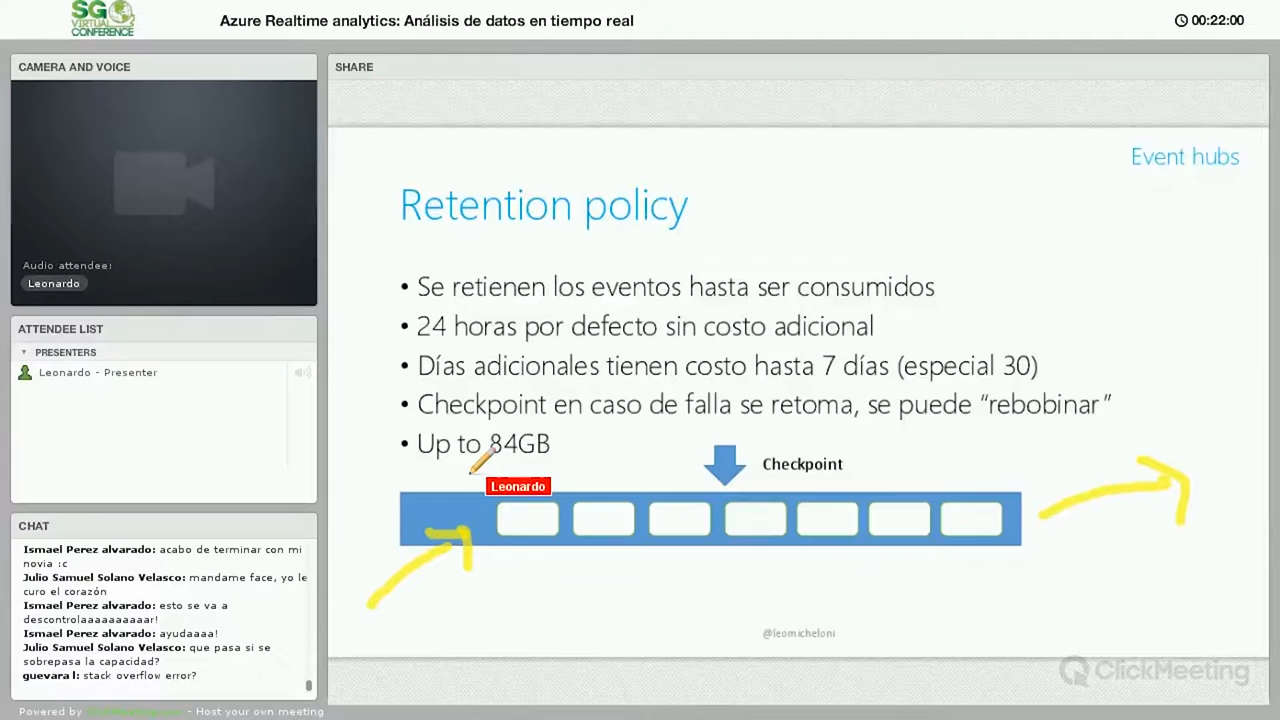 SG VIRTUAL CONFERENCE
Azure Realtime analytics: Análisis de datos en tiempo real
00:22:00
CAMERA AND VOICE
Audio attendee:
Leonardo
ATTENDEE LIST
PRESENTERS
Leonardo - Presenter
CHAT
Ismael Perez alvarado: acabo de terminar con mi
novia :c
Julio Samuel Solano Velasco: mandame face, yo le
curo el corazón
Ismael Perez alvarado: esto se va a
descontrolaaaaaaaaar!
Ismael Perez alvarado: ayudaaaa!
Julio Samuel Solano Velasco: que pasa si se
sobrepasa la capacidad?
guevara l: stack overflow error?
Powered by ClickMeeting.com - Host your own meeting
SHARE
Event hubs
Retention policy
• Se retienen los eventos hasta ser consumidos
• 24 horas por defecto sin costo adicional
• Días adicionales tienen costo hasta 7 días (especial 30)
• Checkpoint en caso de falla se retoma, se puede “rebobinar”
• Up to 84GB
Checkpoint
Leonardo
@leomicheloni
ClickMeeting